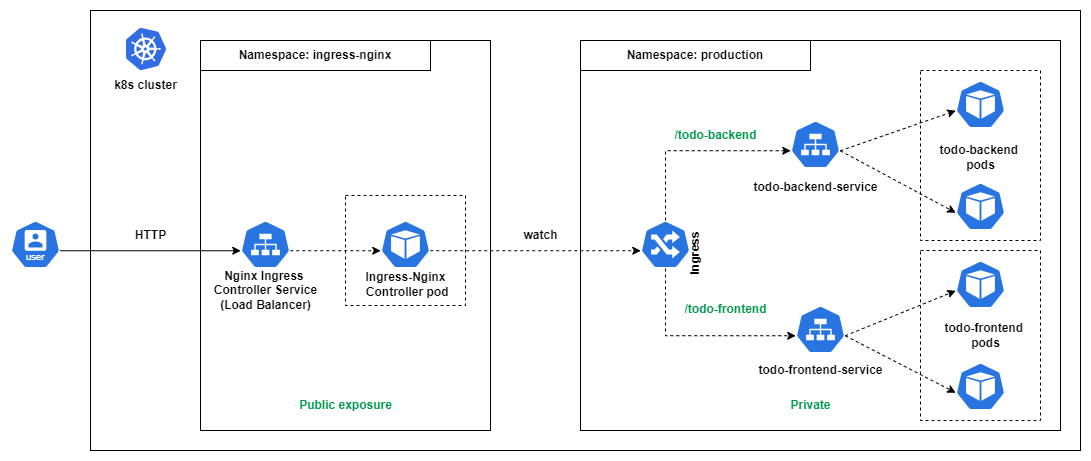 Namespace: ingress-nginx
Namespace: production
k8s cluster
/todo-backend
todo-backend
pods
todo-backend-service
HTTP
watch
user
Ingress
Nginx Ingress
Controller Service
(Load Balancer)
Ingress-Nginx
Controller pod
/todo-frontend
todo-frontend
pods
todo-frontend-service
Public exposure
Private